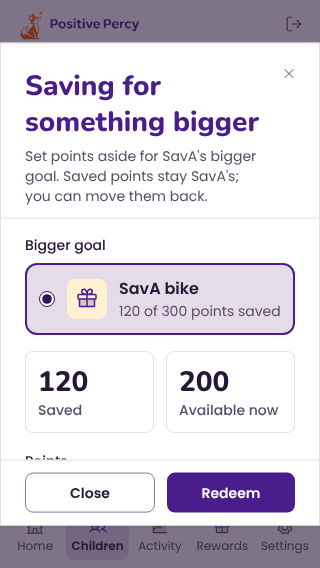 Positive Percy
Saving for
something bigger
Set points aside for SavA's bigger
goal. Saved points stay SavA's;
you can move them back.
Bigger goal
SavA bike
120 of 300 points saved
120
Saved
200
Available now
Points
Close
Redeem
Home
Children
Activity
Rewards
Settings